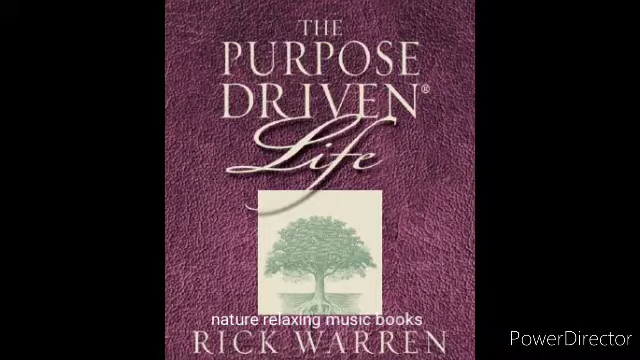 THE
PURPOSE
DRIVEN®
Life
nature relaxing music books
RICK WARREN
PowerDirector